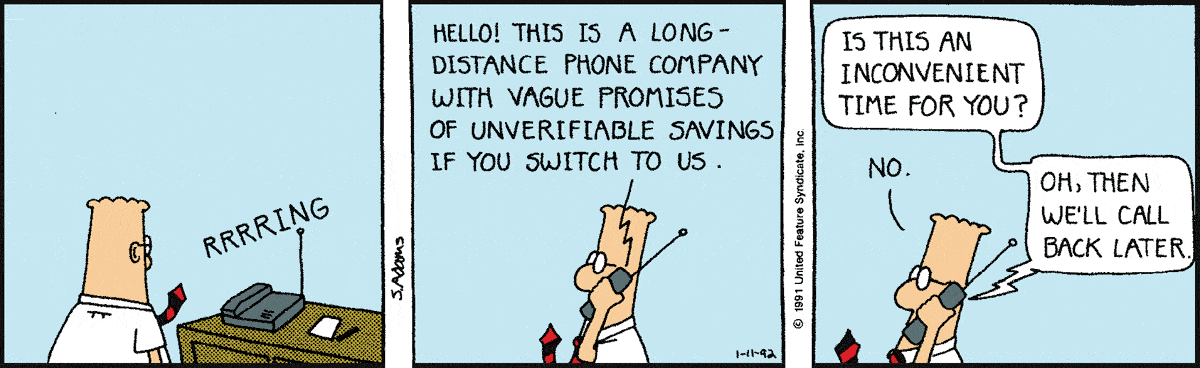 RRRRING
S.Adams
HELLO! THIS IS A LONG-
DISTANCE PHONE COMPANY
WITH VAGUE PROMISES
OF UNVERIFIABLE SAVINGS
IF YOU SWITCH TO US.
1-11-92
© 1991 United Feature Syndicate, Inc.
IS THIS AN
INCONVENIENT
TIME FOR YOU?
NO.
OH, THEN
WE'LL CALL
BACK LATER.